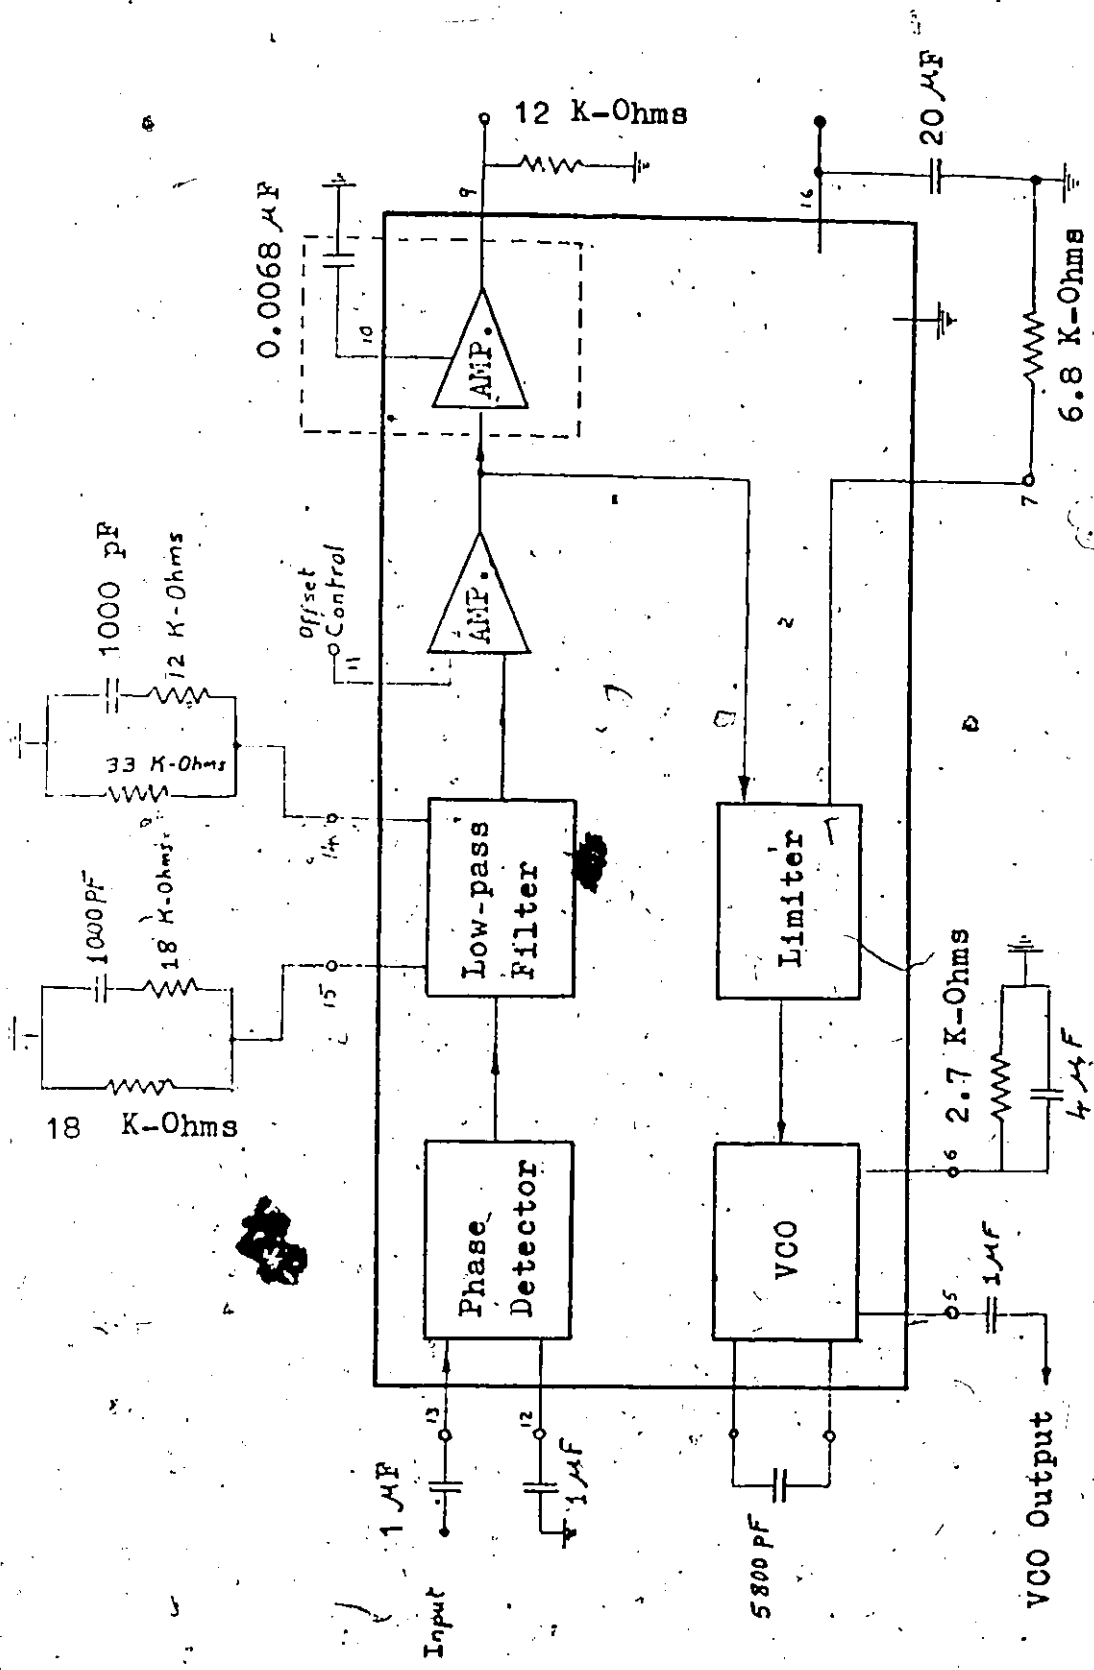 18 K-Ohms
1000PF
18 K-Ohms
33 K-Ohms
1000 pF
12 K-Ohms
0.0068 μF
15
14
Offset
Control
11
10
9
12 K-Ohms
Input
1 μF
13
12
1 μF
Phase
Detector
Low-pass
Filter
AMP.
AMP.
2
16
20 μF
5800 PF
VCO
Limiter
5
1 μF
VCO Output
6
2.7 K-Ohms
4 μF
7
6.8 K-Ohms